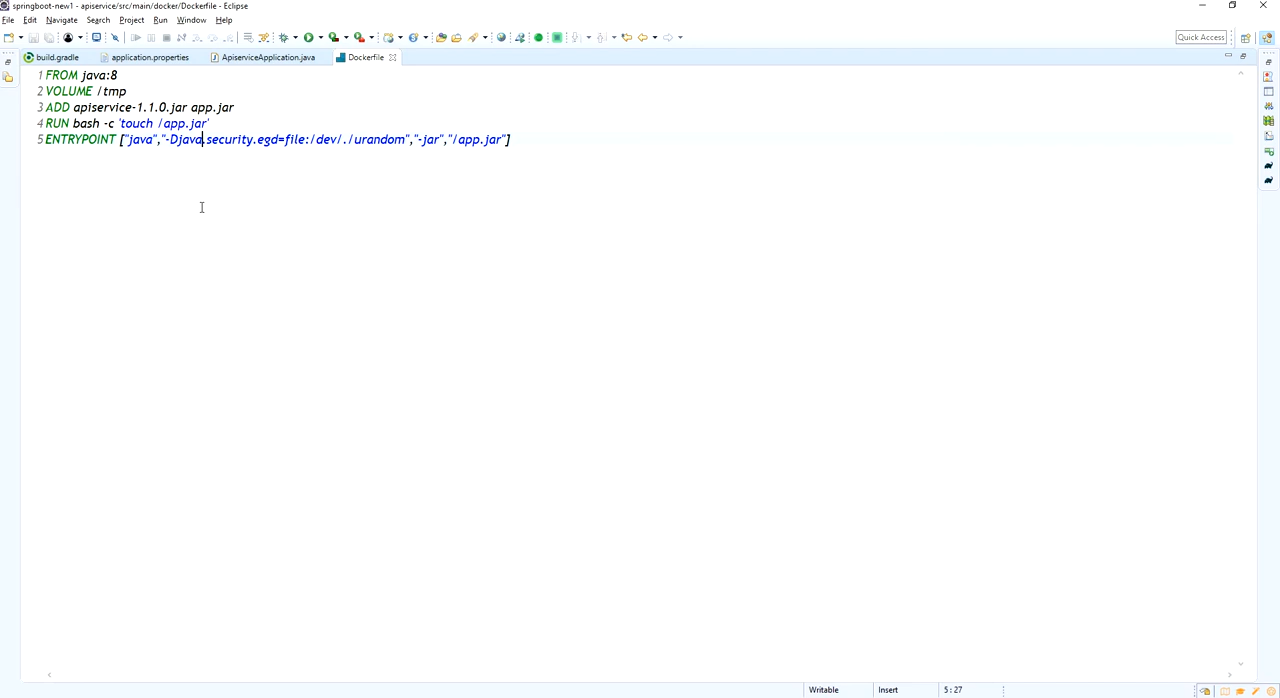 springboot-new1 - apiservice/src/main/docker/Dockerfile - Eclipse
File Edit Navigate Search Project Run Window Help
Quick Access
build.gradle application.properties ApiserviceApplication.java Dockerfile
1 FROM java:8
2 VOLUME /tmp
3 ADD apiservice-1.1.0.jar app.jar
4 RUN bash -c 'touch /app.jar'
5 ENTRYPOINT ["java","-Djava.security.egd=file:/dev/./urandom","-jar","/app.jar"]
Writable Insert 5:27